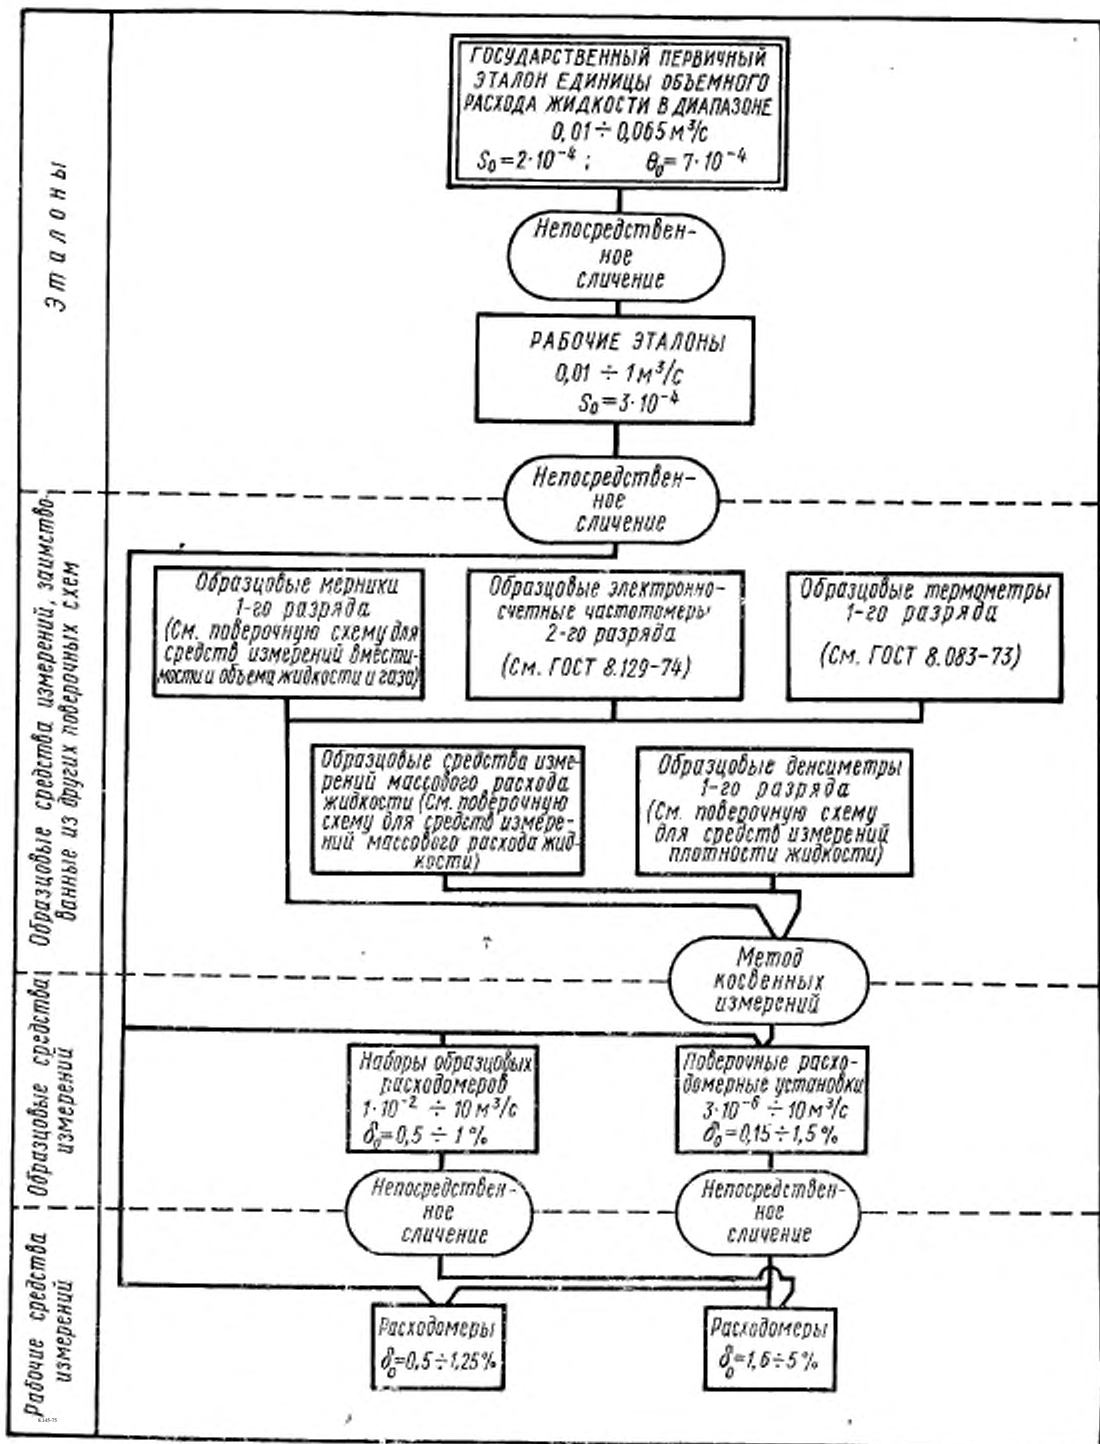 Эталоны
ГОСУДАРСТВЕННЫЙ ПЕРВИЧНЫЙ
ЭТАЛОН ЕДИНИЦЫ ОБЪЕМНОГО
РАСХОДА ЖИДКОСТИ В ДИАПАЗОНЕ
0,01 ÷ 0,065 м³/с
S₀=2·10⁻⁴ ; θ₀=7·10⁻⁴
Непосредствен-
ное
сличение
РАБОЧИЕ ЭТАЛОНЫ
0,01 ÷ 1 м³/с
S₀=3·10⁻⁴
Непосредствен-
ное
сличение
Образцовые средства измерений, заимство-
ванные из других поверочных схем
Образцовые мерники
1-го разряда
(См. поверочную схему для
средств измерений вмести-
мости и объема жидкости и газа)
Образцовые электронно-
счетные частотомеры
2-го разряда
(См. ГОСТ 8.129-74)
Образцовые термометры
1-го разряда
(См. ГОСТ 8.083-73)
Образцовые средства изме-
рений массового расхода
жидкости (См. поверочную
схему для средств измере-
ний массового расхода жид-
кости)
Образцовые денсиметры
1-го разряда
(См. поверочную схему
для средств измерений
плотности жидкости)
Метод
косвенных
измерений
Образцовые средства
измерений
Наборы образцовых
расходомеров
1·10⁻² ÷ 10 м³/с
δ₀=0,5 ÷ 1 %
Поверочные расхо-
домерные установки
3·10⁻⁶ ÷ 10 м³/с
δ₀=0,15 ÷ 1,5 %
Непосредствен-
ное
сличение
Непосредствен-
ное
сличение
Рабочие средства
измерений
Расходомеры
δ₀=0,5 ÷ 1,25 %
Расходомеры
δ₀=1,6 ÷ 5 %